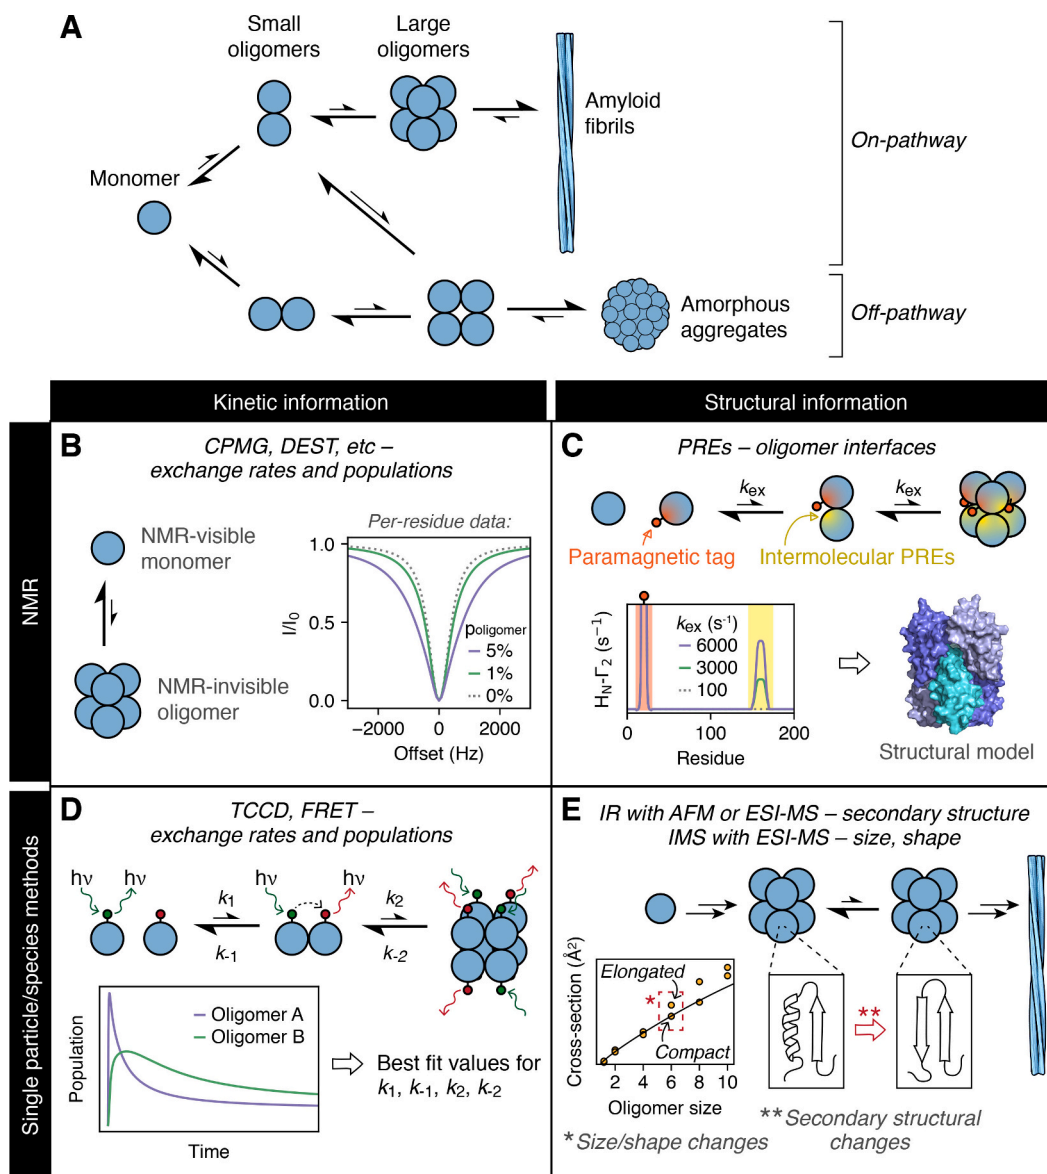 A
Small
oligomers
Large
oligomers
Amyloid
fibrils
On-pathway
Monomer
Amorphous
aggregates
Off-pathway
Kinetic information
Structural information
NMR
B
CPMG, DEST, etc –
exchange rates and populations
NMR-visible
monomer
NMR-invisible
oligomer
Per-residue data:
I/I0
1.0
0.5
0.0
poligomer
5%
1%
0%
−2000
0
2000
Offset (Hz)
C
PREs – oligomer interfaces
kex
kex
Paramagnetic tag
Intermolecular PREs
HN-Γ2 (s−1)
kex (s-1)
6000
3000
100
0
100
200
Residue
Structural model
Single particle/species methods
D
TCCD, FRET –
exchange rates and populations
hν
hν
k1
k-1
hν
hν
k2
k-2
Population
Oligomer A
Oligomer B
Time
Best fit values for
k1, k-1, k2, k-2
E
IR with AFM or ESI-MS – secondary structure
IMS with ESI-MS – size, shape
Cross-section (Å2)
Elongated
*
Compact
2
4
6
8
10
Oligomer size
**
*Size/shape changes
**Secondary structural
changes